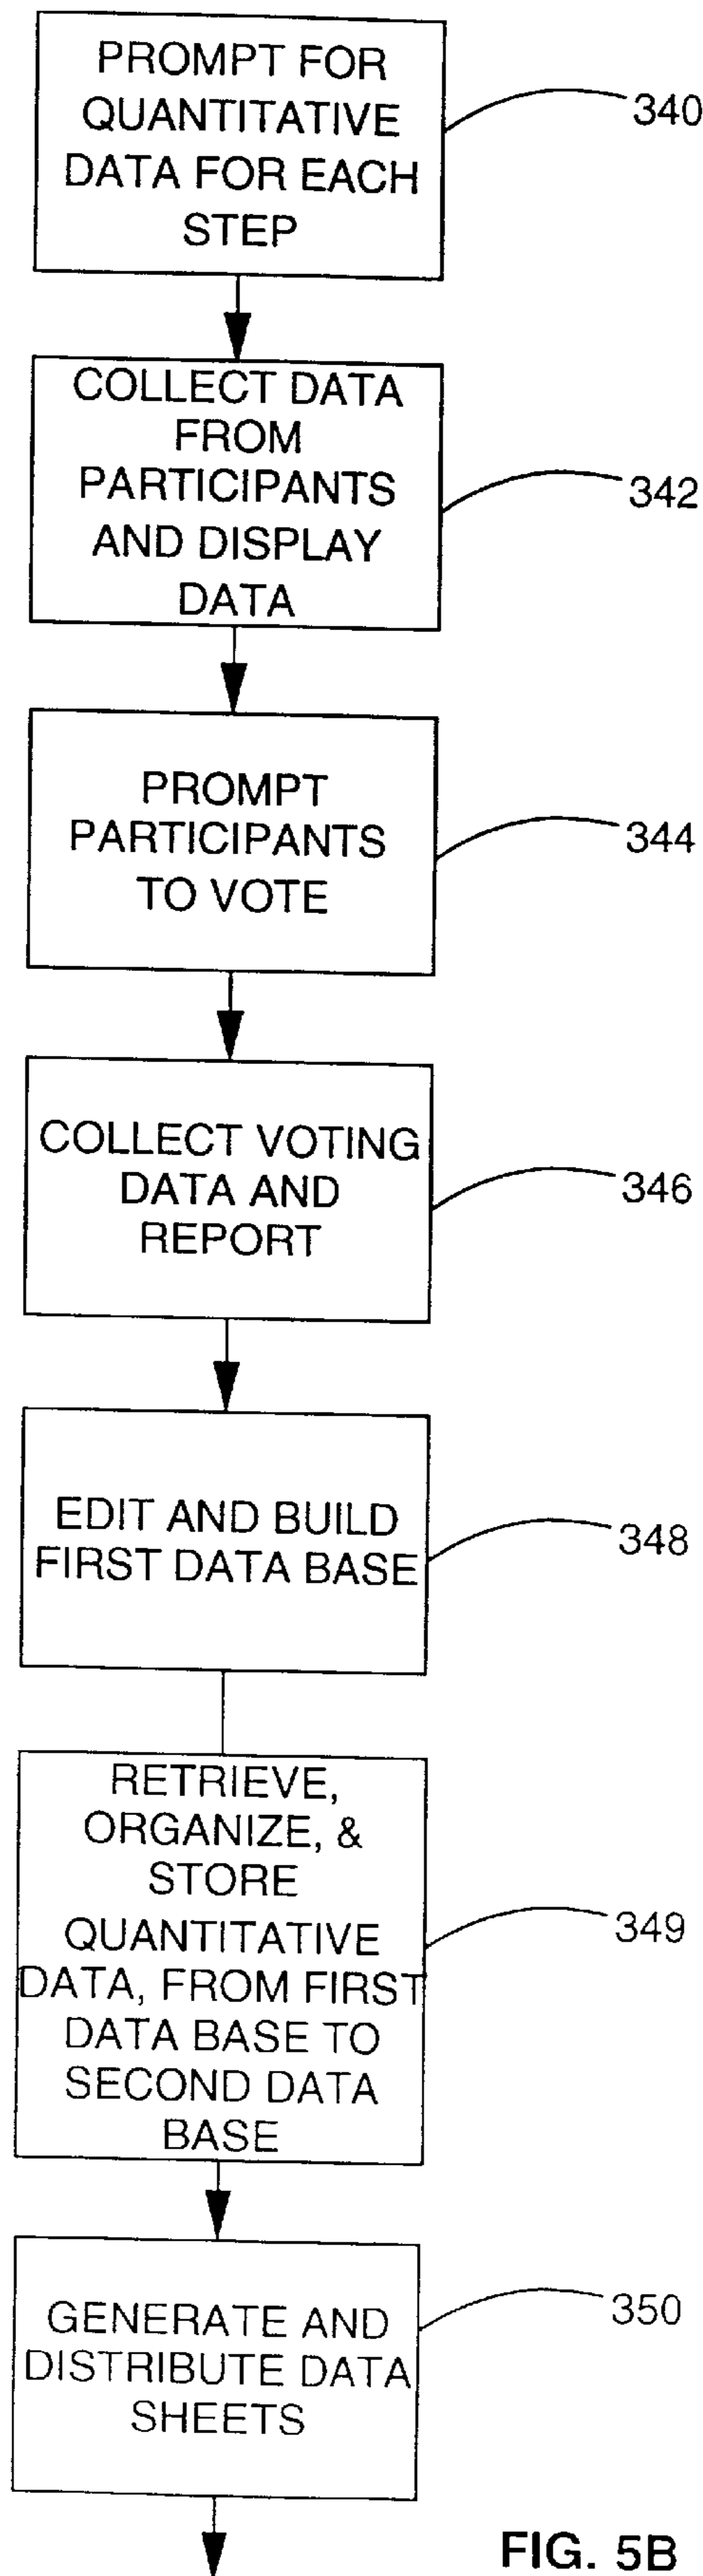 PROMPT FOR
QUANTITATIVE
DATA FOR EACH
STEP
340
COLLECT DATA
FROM
PARTICIPANTS
AND DISPLAY
DATA
342
PROMPT
PARTICIPANTS
TO VOTE
344
COLLECT VOTING
DATA AND
REPORT
346
EDIT AND BUILD
FIRST DATA BASE
348
RETRIEVE,
ORGANIZE, &
STORE
QUANTITATIVE
DATA, FROM FIRST
DATA BASE TO
SECOND DATA
BASE
349
GENERATE AND
DISTRIBUTE DATA
SHEETS
350
FIG. 5B